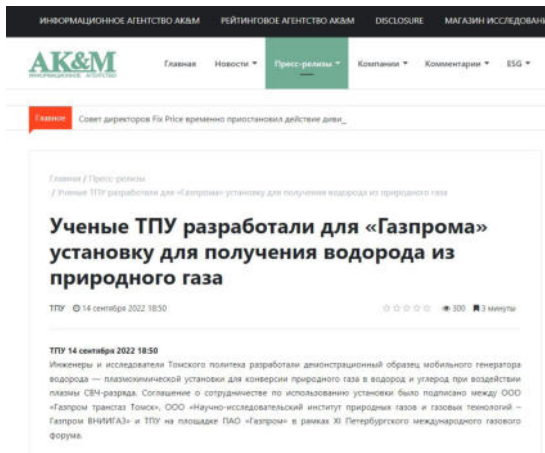 ИНФОРМАЦИОННОЕ АГЕНТСТВО AK&M РЕЙТИНГОВОЕ АГЕНТСТВО AK&M DISCLOSURE МАГАЗИН ИССЛЕДОВАНИ
AK&M
ИНФОРМАЦИОННОЕ АГЕНТСТВО
Главная Новости Пресс-релизы Компании Комментарии ESG
Главное Совет директоров Fix Price временно приостановил действие диви_
Главная / Пресс-релизы
/ Ученые ТПУ разработали для «Газпрома» установку для получения водорода из природного газа
Ученые ТПУ разработали для «Газпрома»
установку для получения водорода из
природного газа
ТПУ 14 сентября 2022 18:50 300 3 минуты
ТПУ 14 сентября 2022 18:50
Инженеры и исследователи Томского политеха разработали демонстрационный образец мобильного генератора
водорода — плазмохимической установки для конверсии природного газа в водород и углерод при воздействии
плазмы СВЧ-разряда. Соглашение о сотрудничестве по использованию установки было подписано между ООО
«Газпром трансгаз Томск», ООО «Научно-исследовательский институт природных газов и газовых технологий –
Газпром ВНИИГАЗ» и ТПУ на площадке ПАО «Газпром» в рамках XI Петербургского международного газового
форума.